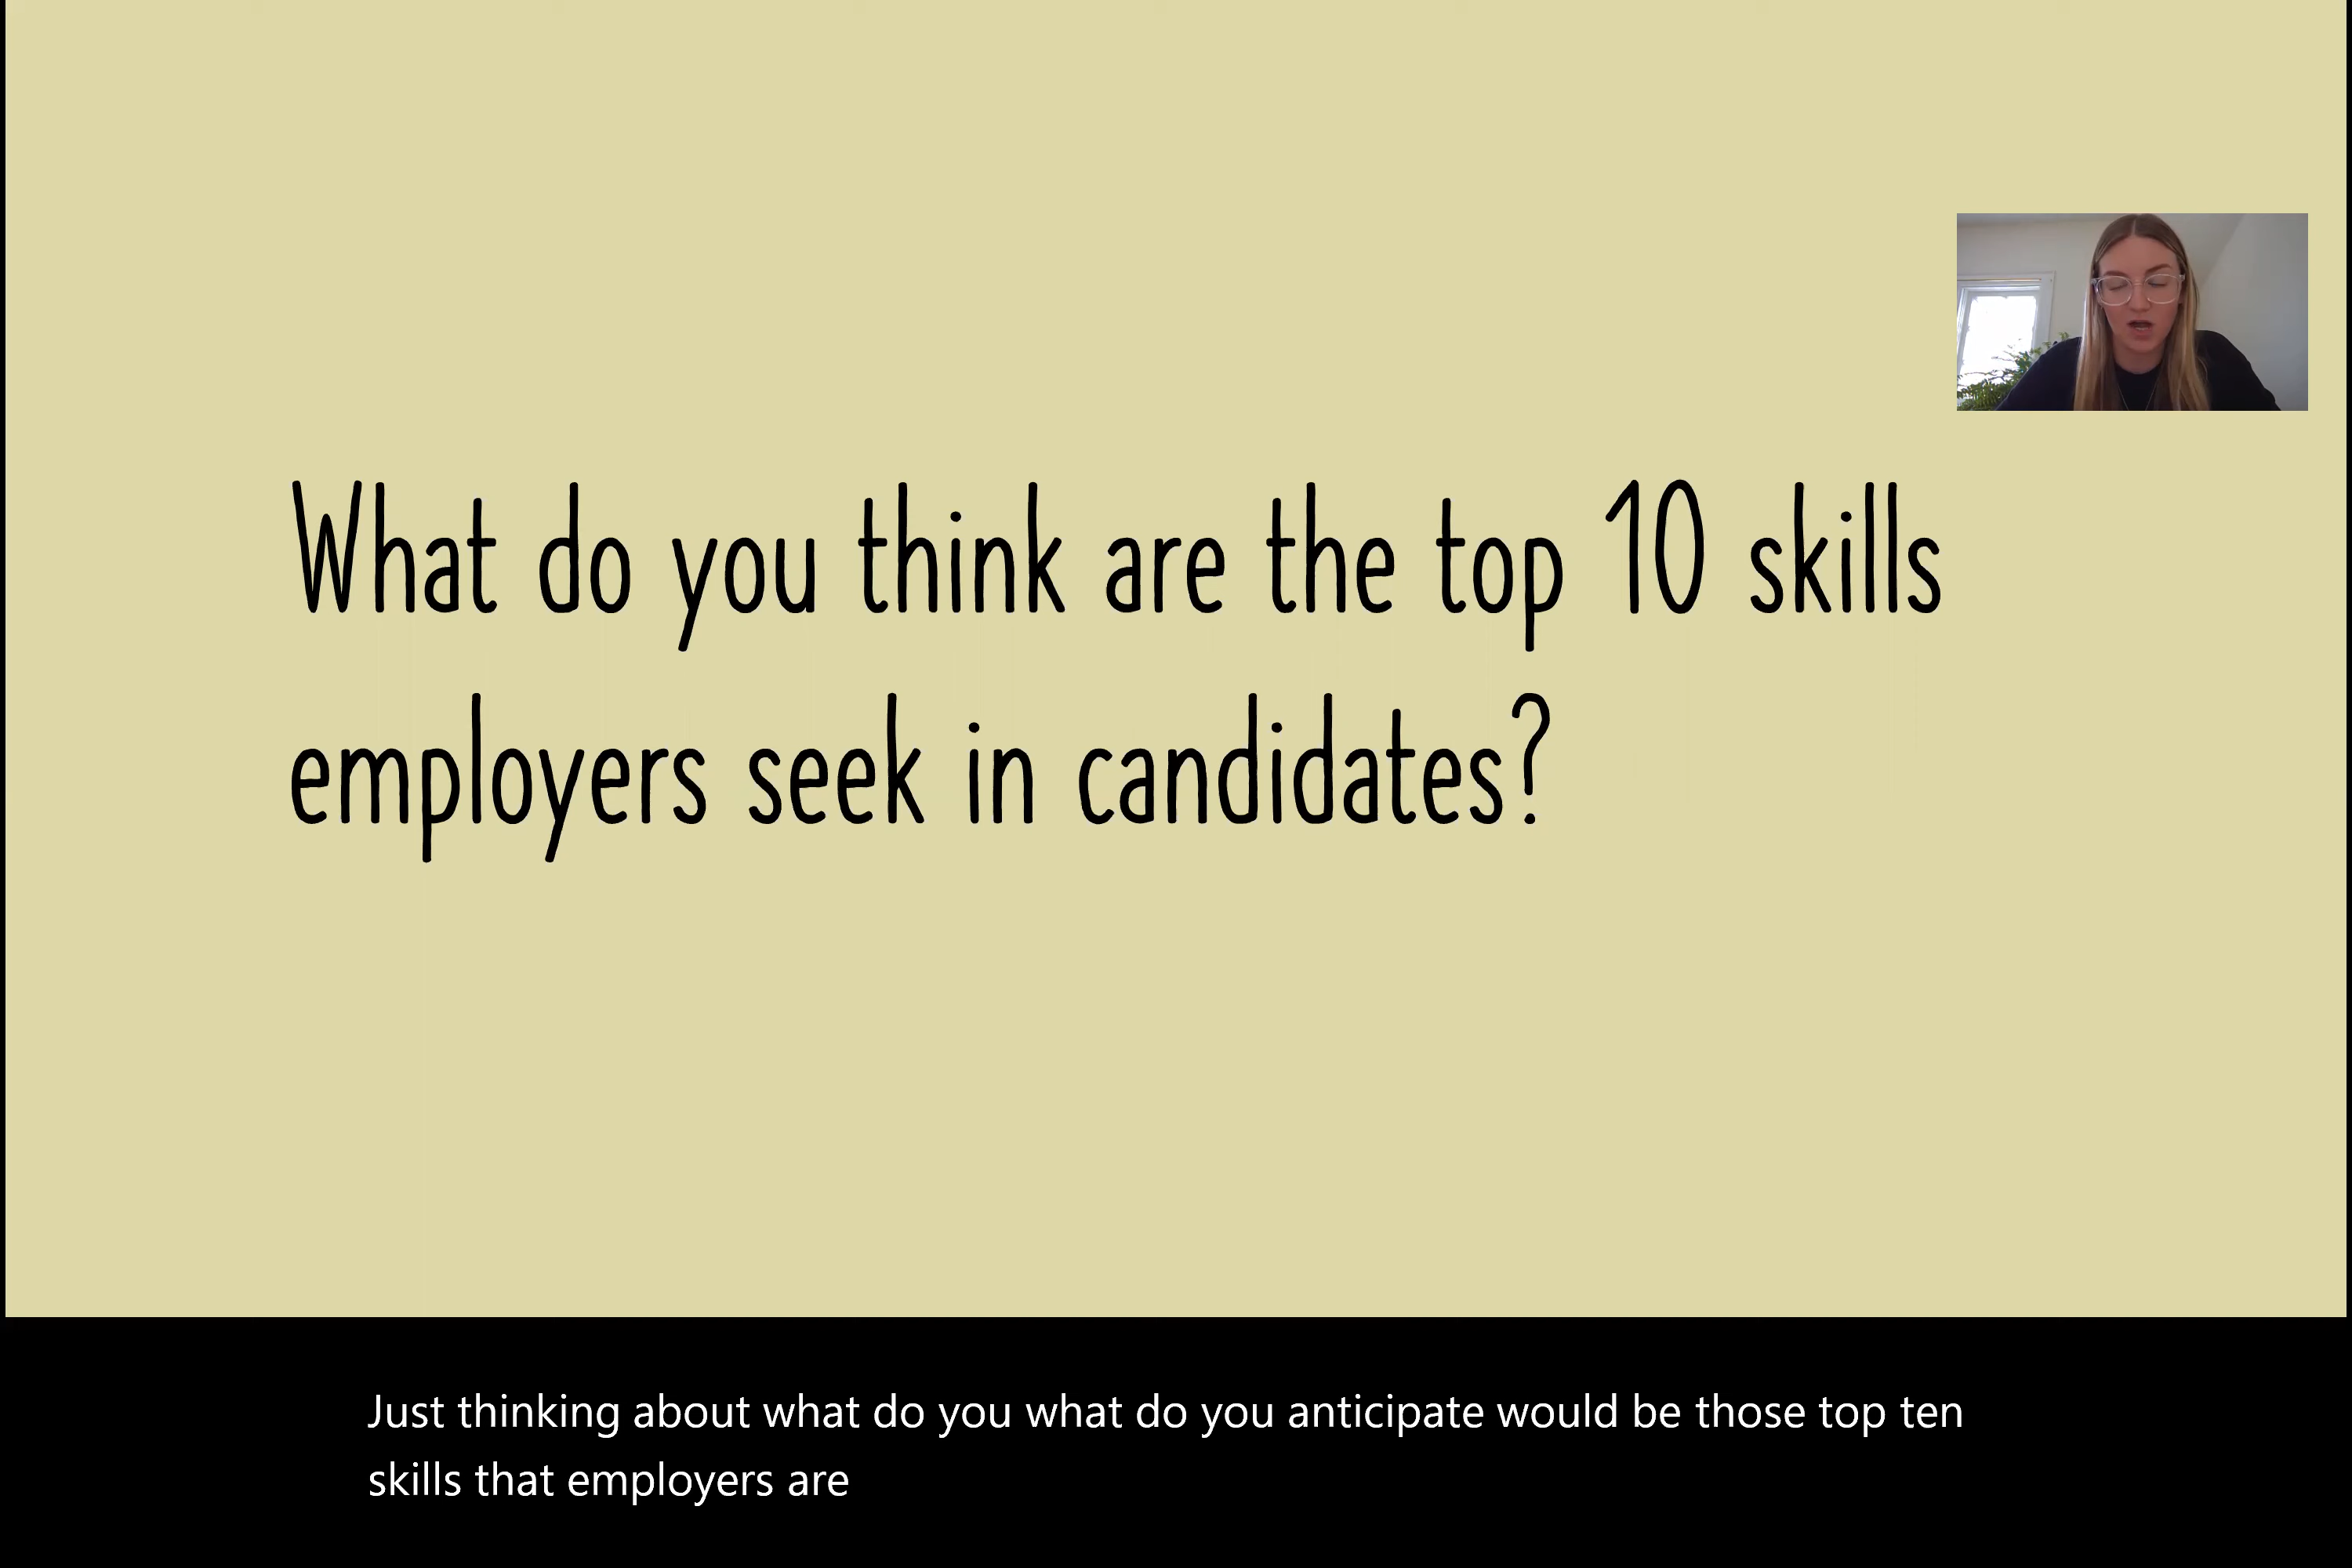 What do you think are the top 10 skills
employers seek in candidates?
Just thinking about what do you what do you anticipate would be those top ten
skills that employers are